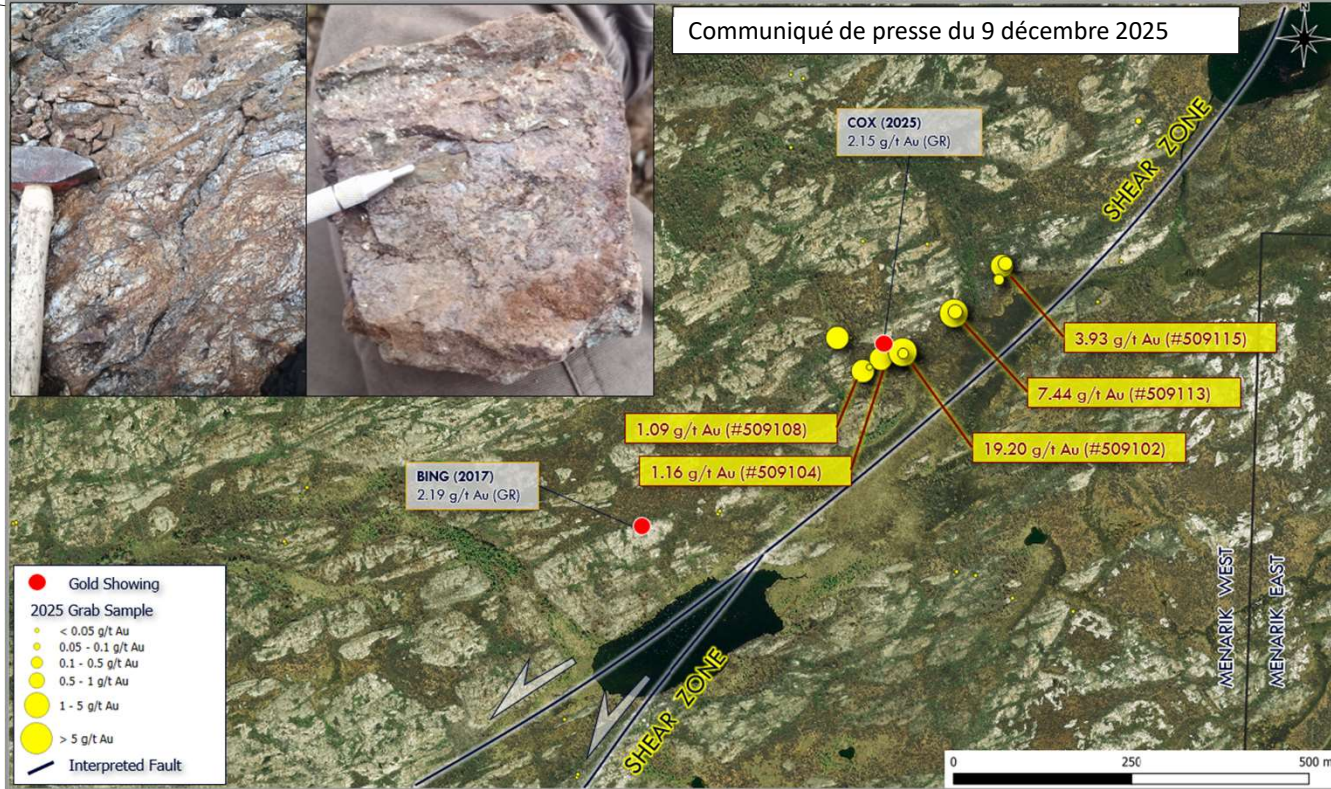 Communiqué de presse du 9 décembre 2025
N
SHEAR ZONE
COX (2025)
2.15 g/t Au (GR)
3.93 g/t Au (#509115)
7.44 g/t Au (#509113)
1.09 g/t Au (#509108)
19.20 g/t Au (#509102)
1.16 g/t Au (#509104)
BING (2017)
2.19 g/t Au (GR)
MENARIK WEST
MENARIK EAST
SHEAR ZONE
Gold Showing
2025 Grab Sample
< 0.05 g/t Au
0.05 - 0.1 g/t Au
0.1 - 0.5 g/t Au
0.5 - 1 g/t Au
1 - 5 g/t Au
> 5 g/t Au
Interpreted Fault
0 250 500 m